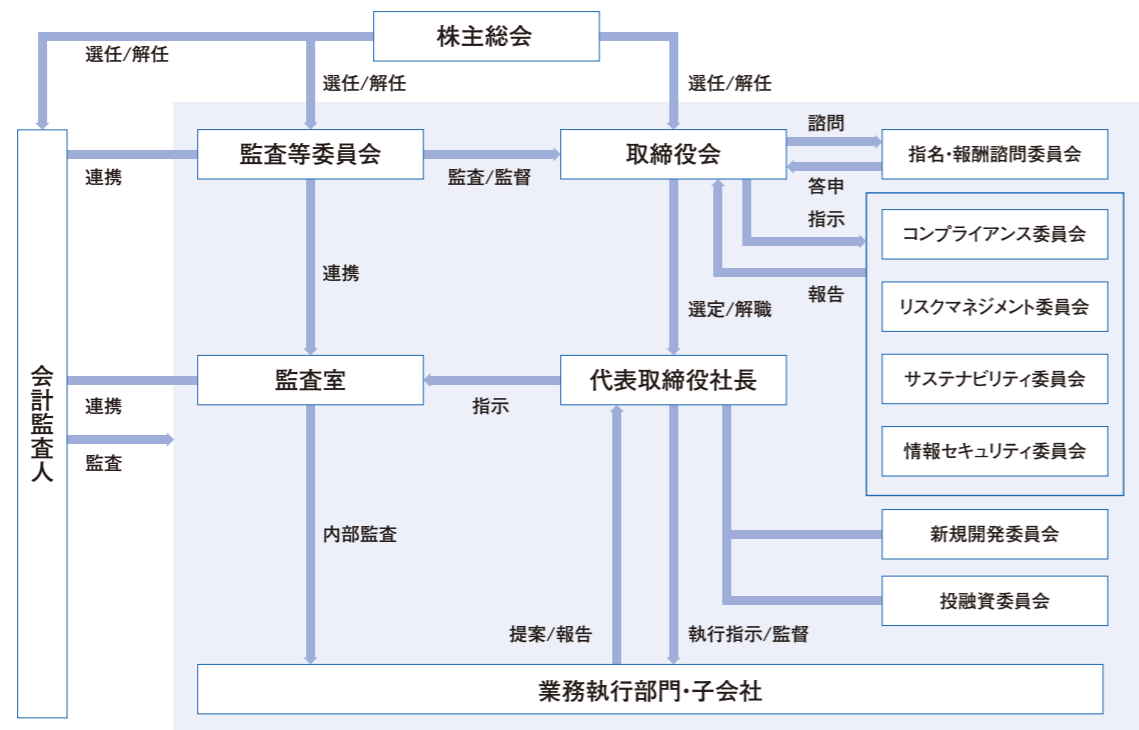 株主総会
選任/解任
選任/解任
選任/解任
監査等委員会
取締役会
諮問
指名・報酬諮問委員会
連携
監査/監督
答申
指示
コンプライアンス委員会
連携
報告
リスクマネジメント委員会
選定/解職
会計監査人
監査室
代表取締役社長
サステナビリティ委員会
連携
指示
監査
情報セキュリティ委員会
内部監査
新規開発委員会
投融資委員会
提案/報告
執行指示/監督
業務執行部門・子会社